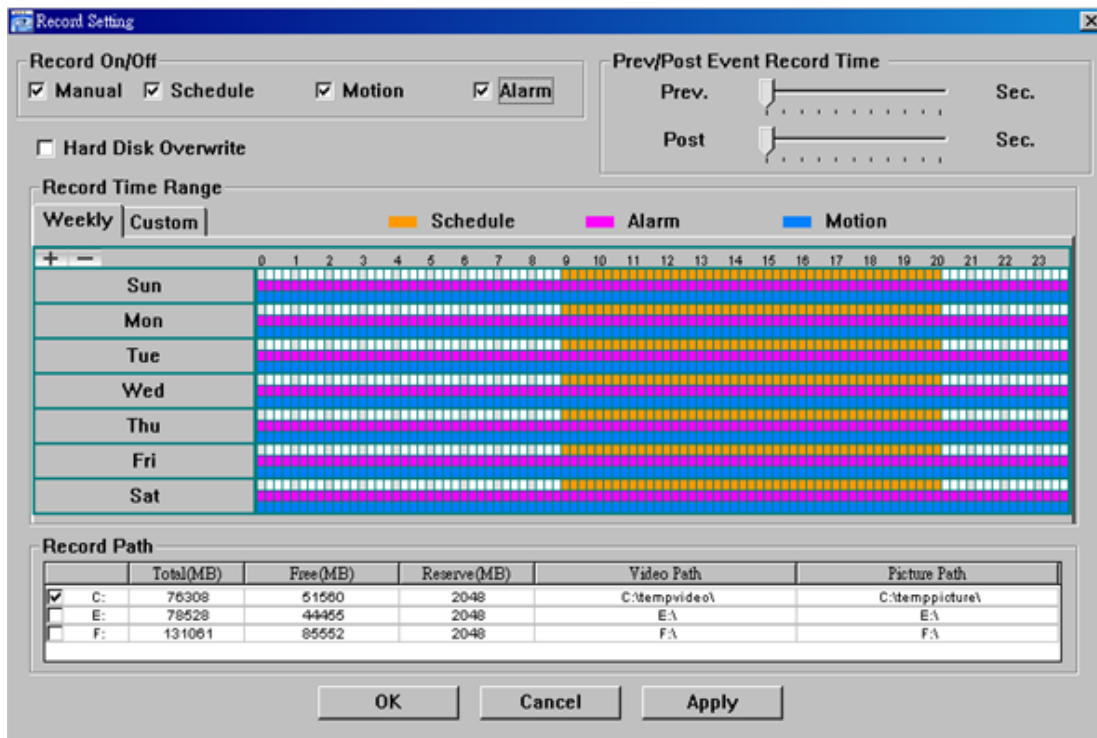 Record Setting
Record On/Off
Manual Schedule Motion Alarm
Prev/Post Event Record Time
Prev. Sec.
Post Sec.
Hard Disk Overwrite
Record Time Range
Weekly Custom Schedule Alarm Motion
+ − 0 1 2 3 4 5 6 7 8 9 10 11 12 13 14 15 16 17 18 19 20 21 22 23
Sun
Mon
Tue
Wed
Thu
Fri
Sat
Record Path
Total(MB) Free(MB) Reserve(MB) Video Path Picture Path
C: 76308 51560 2048 C:\tempvideo\ C:\temppicture\
E: 78528 44455 2048 E:\ E:\
F: 131061 85552 2048 F:\ F:\
OK Cancel Apply